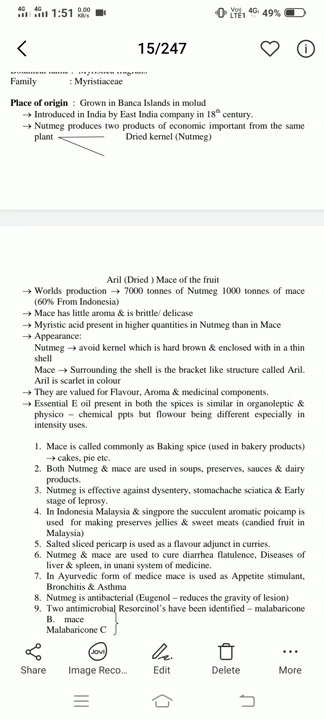 4G 4G 1:51 0.00 KB/s VoD LTE1 4G 49%
15/247
Botanical name : Myristica fragrans
Family : Myristiaceae
Place of origin : Grown in Banca Islands in molud
→ Introduced in India by East India company in 18th century.
→ Nutmeg produces two products of economic important from the same
plant Dried kernel (Nutmeg)
Aril (Dried ) Mace of the fruit
→ Worlds production → 7000 tonnes of Nutmeg 1000 tonnes of mace
(60% From Indonesia)
→ Mace has little aroma & is brittle/ delicase
→ Myristic acid present in higher quantities in Nutmeg than in Mace
→ Appearance:
Nutmeg → avoid kernel which is hard brown & enclosed with in a thin
shell
Mace → Surrounding the shell is the bracket like structure called Aril.
Aril is scarlet in colour
→ They are valued for Flavour, Aroma & medicinal components.
→ Essential E oil present in both the spices is similar in organoleptic &
physico – chemical ppts but flowour being different especially in
intensity uses.
1. Mace is called commonly as Baking spice (used in bakery products)
→ cakes, pie etc.
2. Both Nutmeg & mace are used in soups, preserves, sauces & dairy
products.
3. Nutmeg is effective against dysentery, stomachache sciatica & Early
stage of leprosy.
4. In Indonesia Malaysia & singpore the succulent aromatic poicamp is
used for making preserves jellies & sweet meats (candied fruit in
Malaysia)
5. Salted sliced pericarp is used as a flavour adjunct in curries.
6. Nutmeg & mace are used to cure diarrhea flatulence, Diseases of
liver & spleen, in unani system of medicine.
7. In Ayurvedic form of medice mace is used as Appetite stimulant,
Bronchitis & Asthma
8. Nutmeg is antibacterial (Eugenol – reduces the gravity of lesion)
9. Two antimicrobial Resorcinol's have been identified – malabaricone
B. mace
Malabaricone C
Share JOVI Image Reco... Edit Delete More